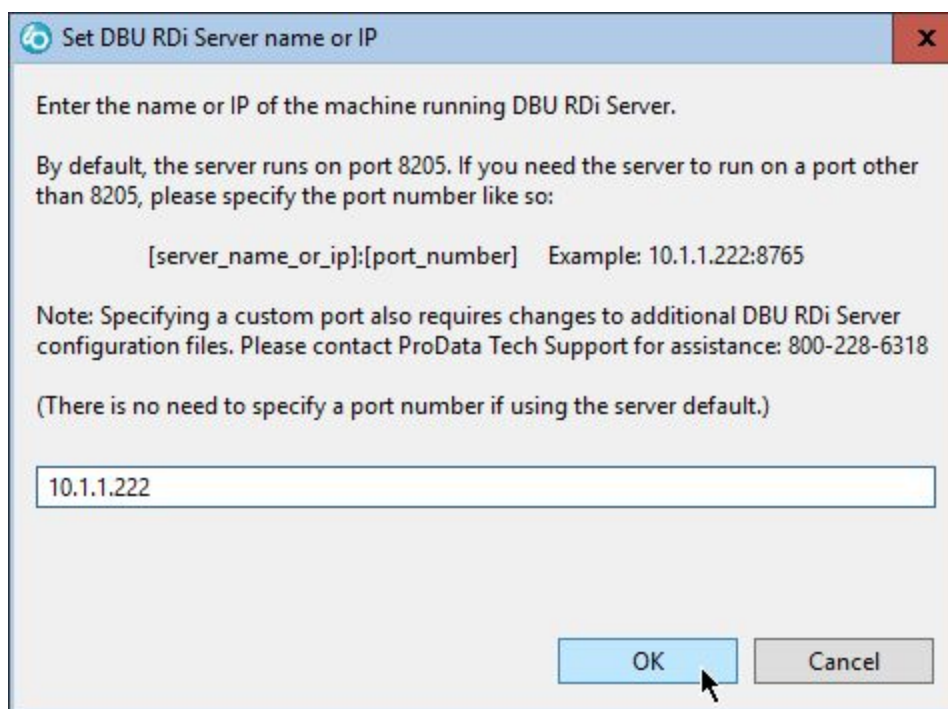 Set DBU RDi Server name or IP
x
Enter the name or IP of the machine running DBU RDi Server.
By default, the server runs on port 8205. If you need the server to run on a port other
than 8205, please specify the port number like so:
[server_name_or_ip]:[port_number] Example: 10.1.1.222:8765
Note: Specifying a custom port also requires changes to additional DBU RDi Server
configuration files. Please contact ProData Tech Support for assistance: 800-228-6318
(There is no need to specify a port number if using the server default.)
10.1.1.222
OK Cancel